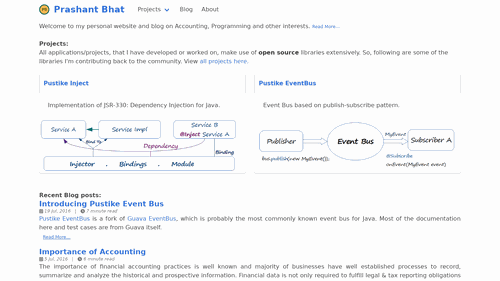 Prashant Bhat
Projects Blog About
Welcome to my personal website and blog on Accounting, Programming and other interests. Read More...
Projects:
All applications/projects, that I have developed or worked on, make use of open source libraries extensively. So, following are some of the
libraries I'm contributing back to the community. View all projects here.
Pustike Inject
Implementation of JSR-330: Dependency Injection for Java.
Service A
Service Impl
Service B
@Inject Service A
Bind To
Dependency
Binding
Injector . Bindings . Module
Pustike EventBus
Event Bus based on publish-subscribe pattern.
Publisher
Event Bus
MyEvent
Subscriber A
bus.publish(new MyEvent());
@Subscribe
onEvent(MyEvent event)
Recent Blog posts:
Introducing Pustike Event Bus
19 Jul, 2016 | 7 minute read
Pustike EventBus is a fork of Guava EventBus, which is probably the most commonly known event bus for Java. Most of the documentation
here and test cases are from Guava itself.
Read More...
Importance of Accounting
5 Jul, 2016 | 6 minute read
The importance of financial accounting practices is well known and majority of businesses have well established processes to record,
summarize and analyze the historical and prospective information. Financial data is not only required to fulfill legal & tax reporting obligations